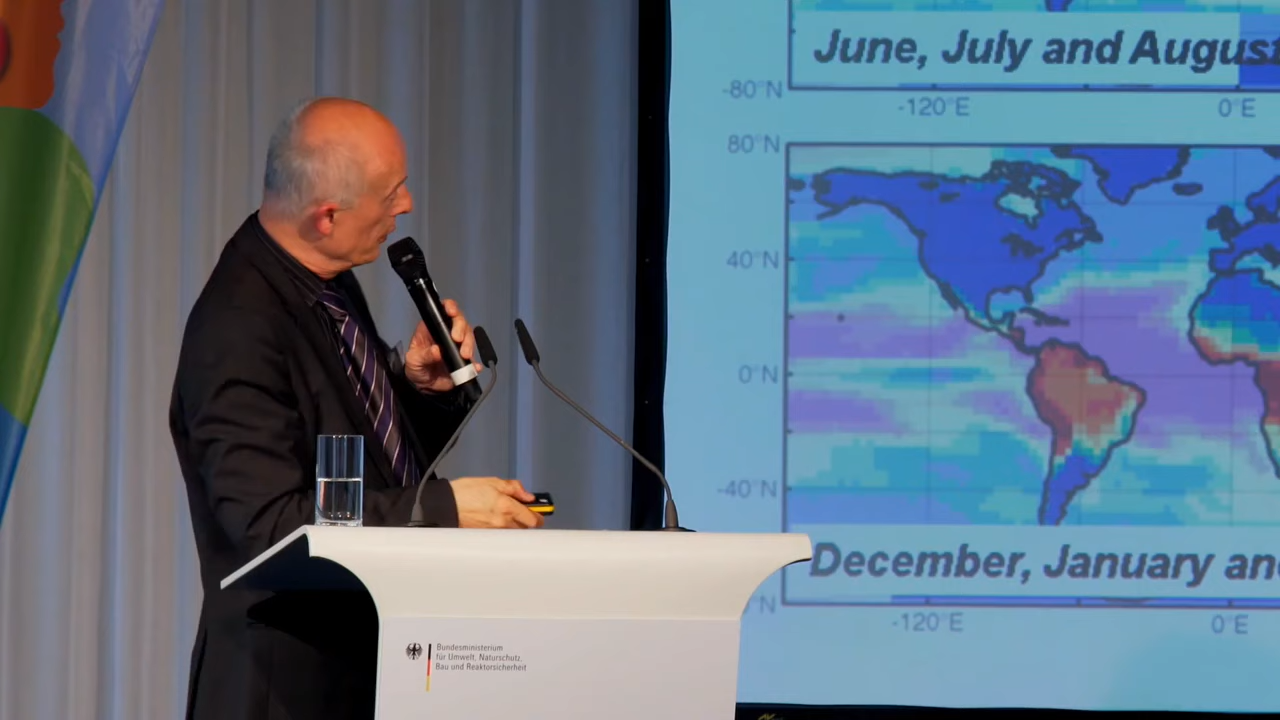 June, July and August
-80°N
-120°E
0°E
80°N
40°N
0°N
-40°N
December, January an
°N
-120°E
0°E
Bundesministerium
für Umwelt, Naturschutz,
Bau und Reaktorsicherheit